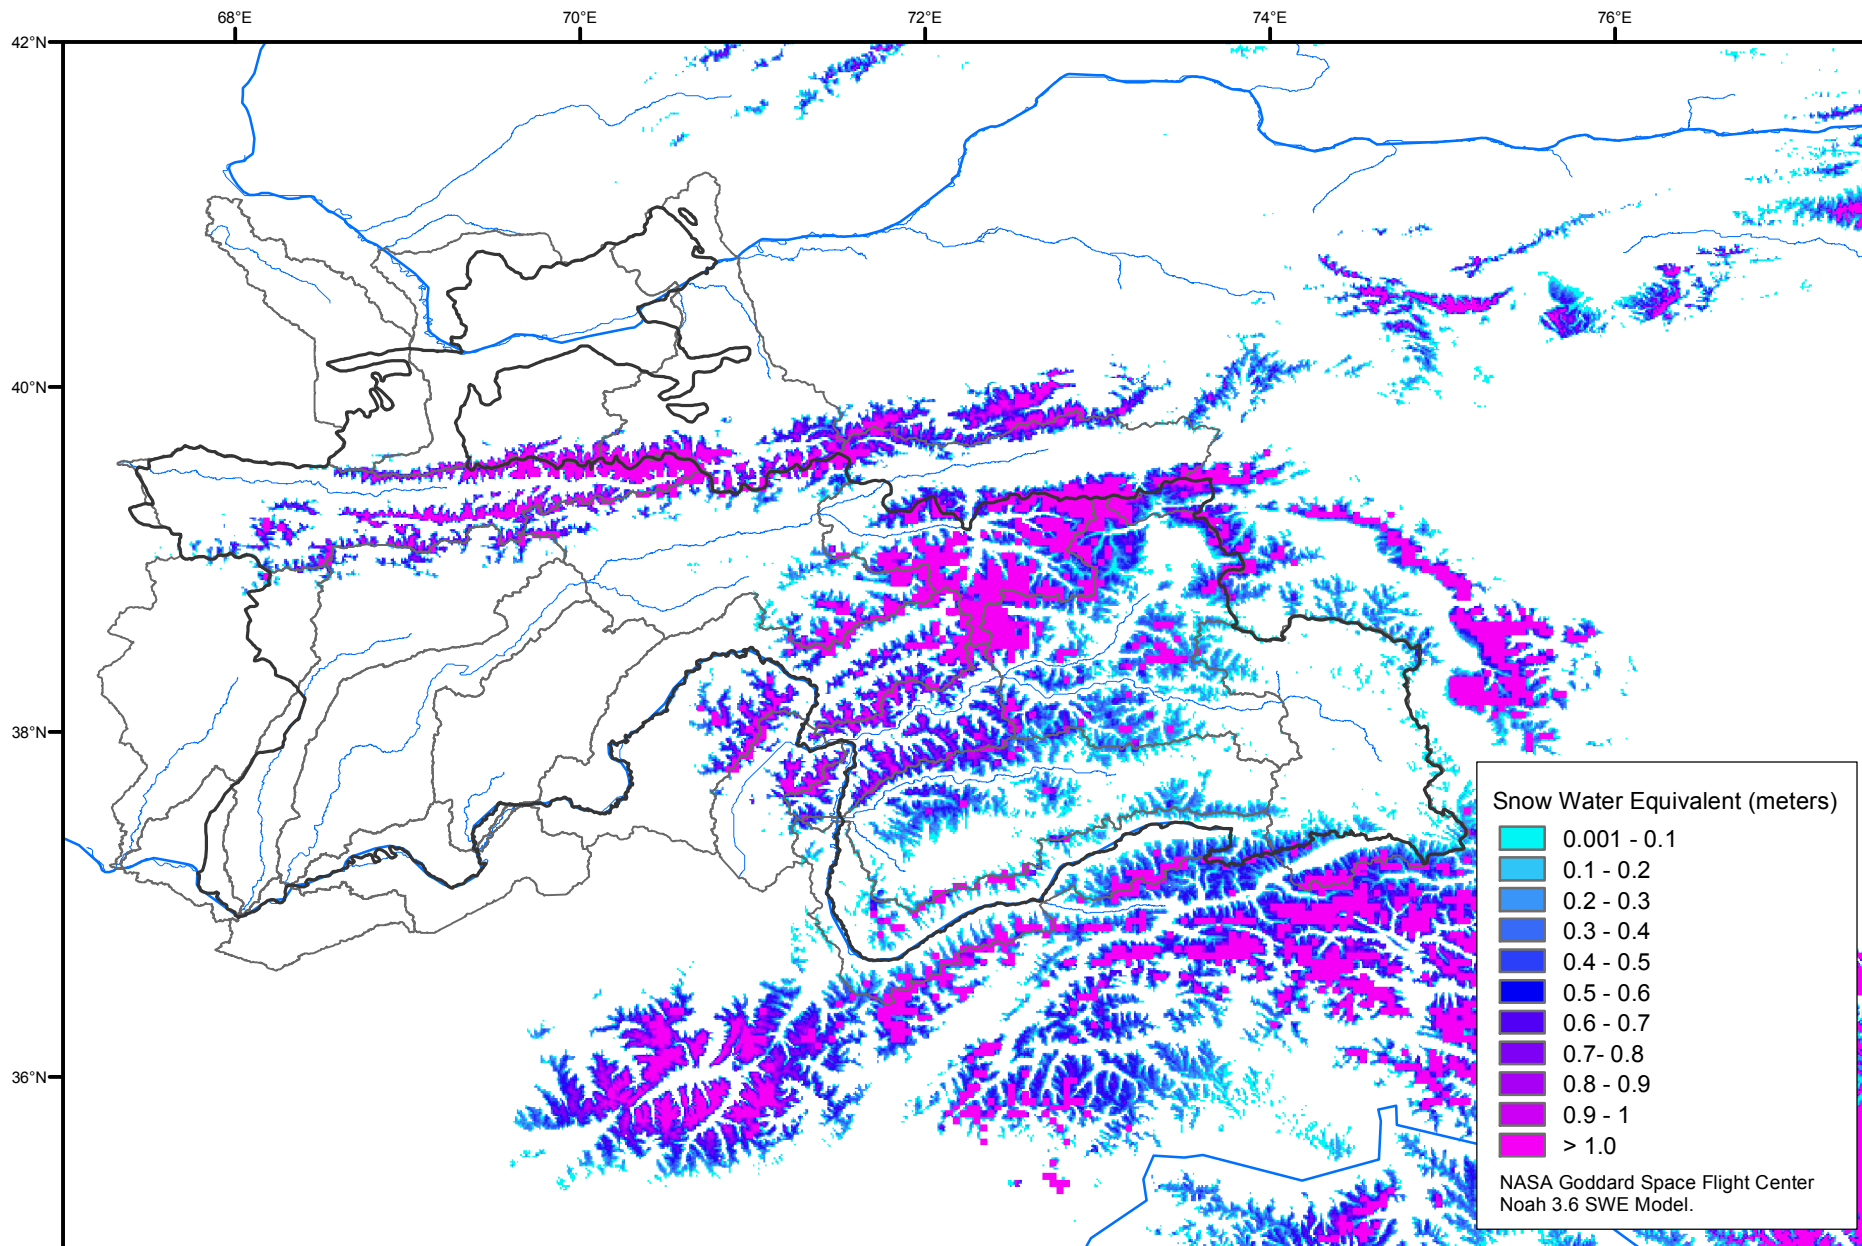 68°E
70°E
72°E
74°E
76°E
42°N
40°N
38°N
36°N
Snow Water Equivalent (meters)
0.001 - 0.1
0.1 - 0.2
0.2 - 0.3
0.3 - 0.4
0.4 - 0.5
0.5 - 0.6
0.6 - 0.7
0.7- 0.8
0.8 - 0.9
0.9 - 1
> 1.0
NASA Goddard Space Flight Center
Noah 3.6 SWE Model.